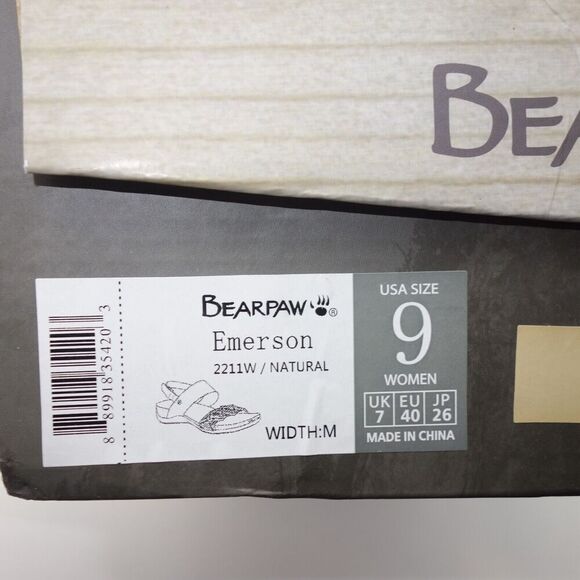 BEA
BEARPAW®
Emerson
2211W / NATURAL
WIDTH:M
8 89918 35420 3
USA SIZE
9
WOMEN
UK EU JP
7 40 26
MADE IN CHINA